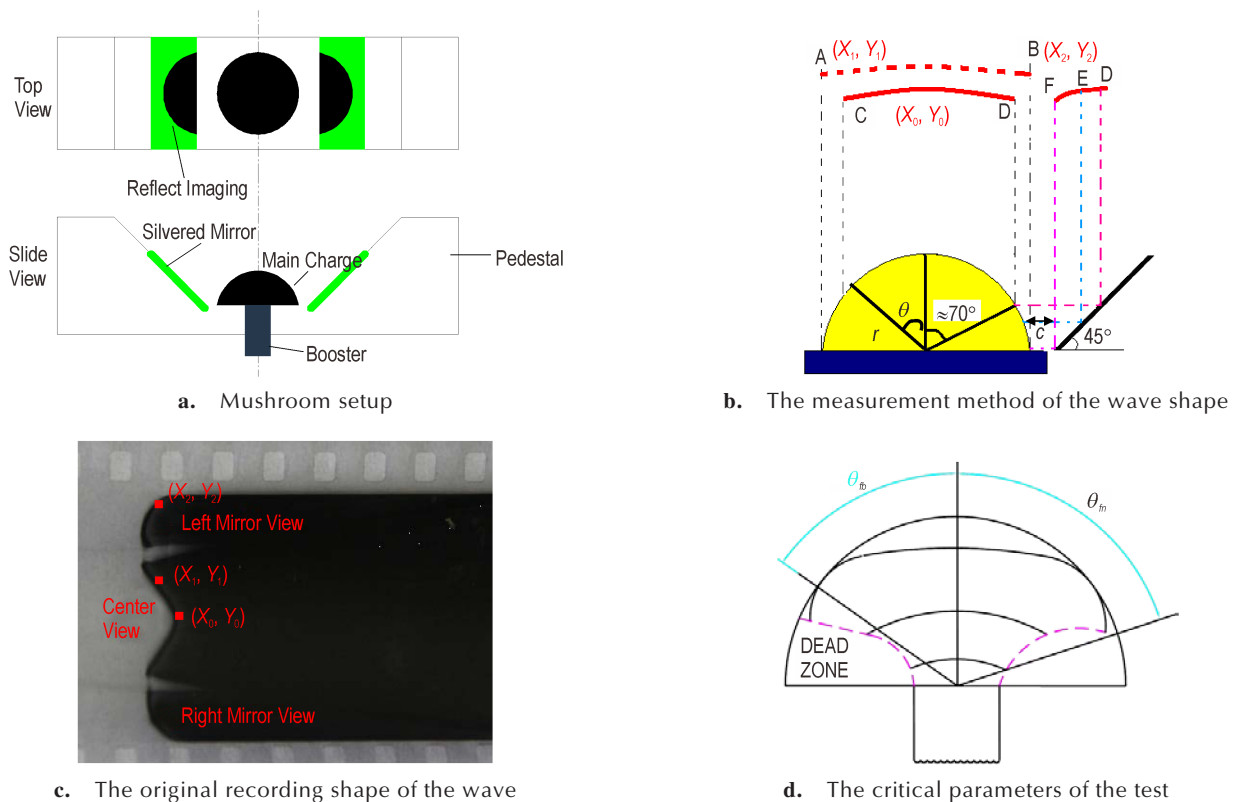 Top
View
Reflect Imaging
Silvered Mirror
Slide
View
Main Charge
Pedestal
Booster
a. Mushroom setup
A (X₁, Y₁) B (X₂, Y₂)
F E D
C (X₀, Y₀) D
θ ≈70°
r c 45°
b. The measurement method of the wave shape
(X₂, Y₂)
Left Mirror View
(X₁, Y₁)
Center
View
(X₀, Y₀)
Right Mirror View
c. The original recording shape of the wave
θfb θfn
DEAD
ZONE
d. The critical parameters of the test